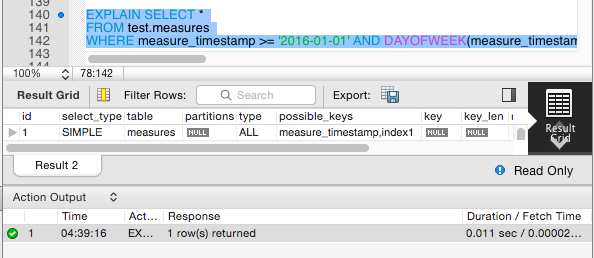 139
140 EXPLAIN SELECT *
141 FROM test.measures
142 WHERE measure_timestamp >= '2016-01-01' AND DAYOFWEEK(measure_timestam
143
100% 78:142
Result Grid Filter Rows: Search Export:
id select_type table partitions type possible_keys key key_len
1 SIMPLE measures NULL ALL measure_timestamp,index1 NULL NULL
Result Grid
Result 2
Read Only
Action Output
Time Act... Response Duration / Fetch Time
1 04:39:16 EX... 1 row(s) returned 0.011 sec / 0.00002...